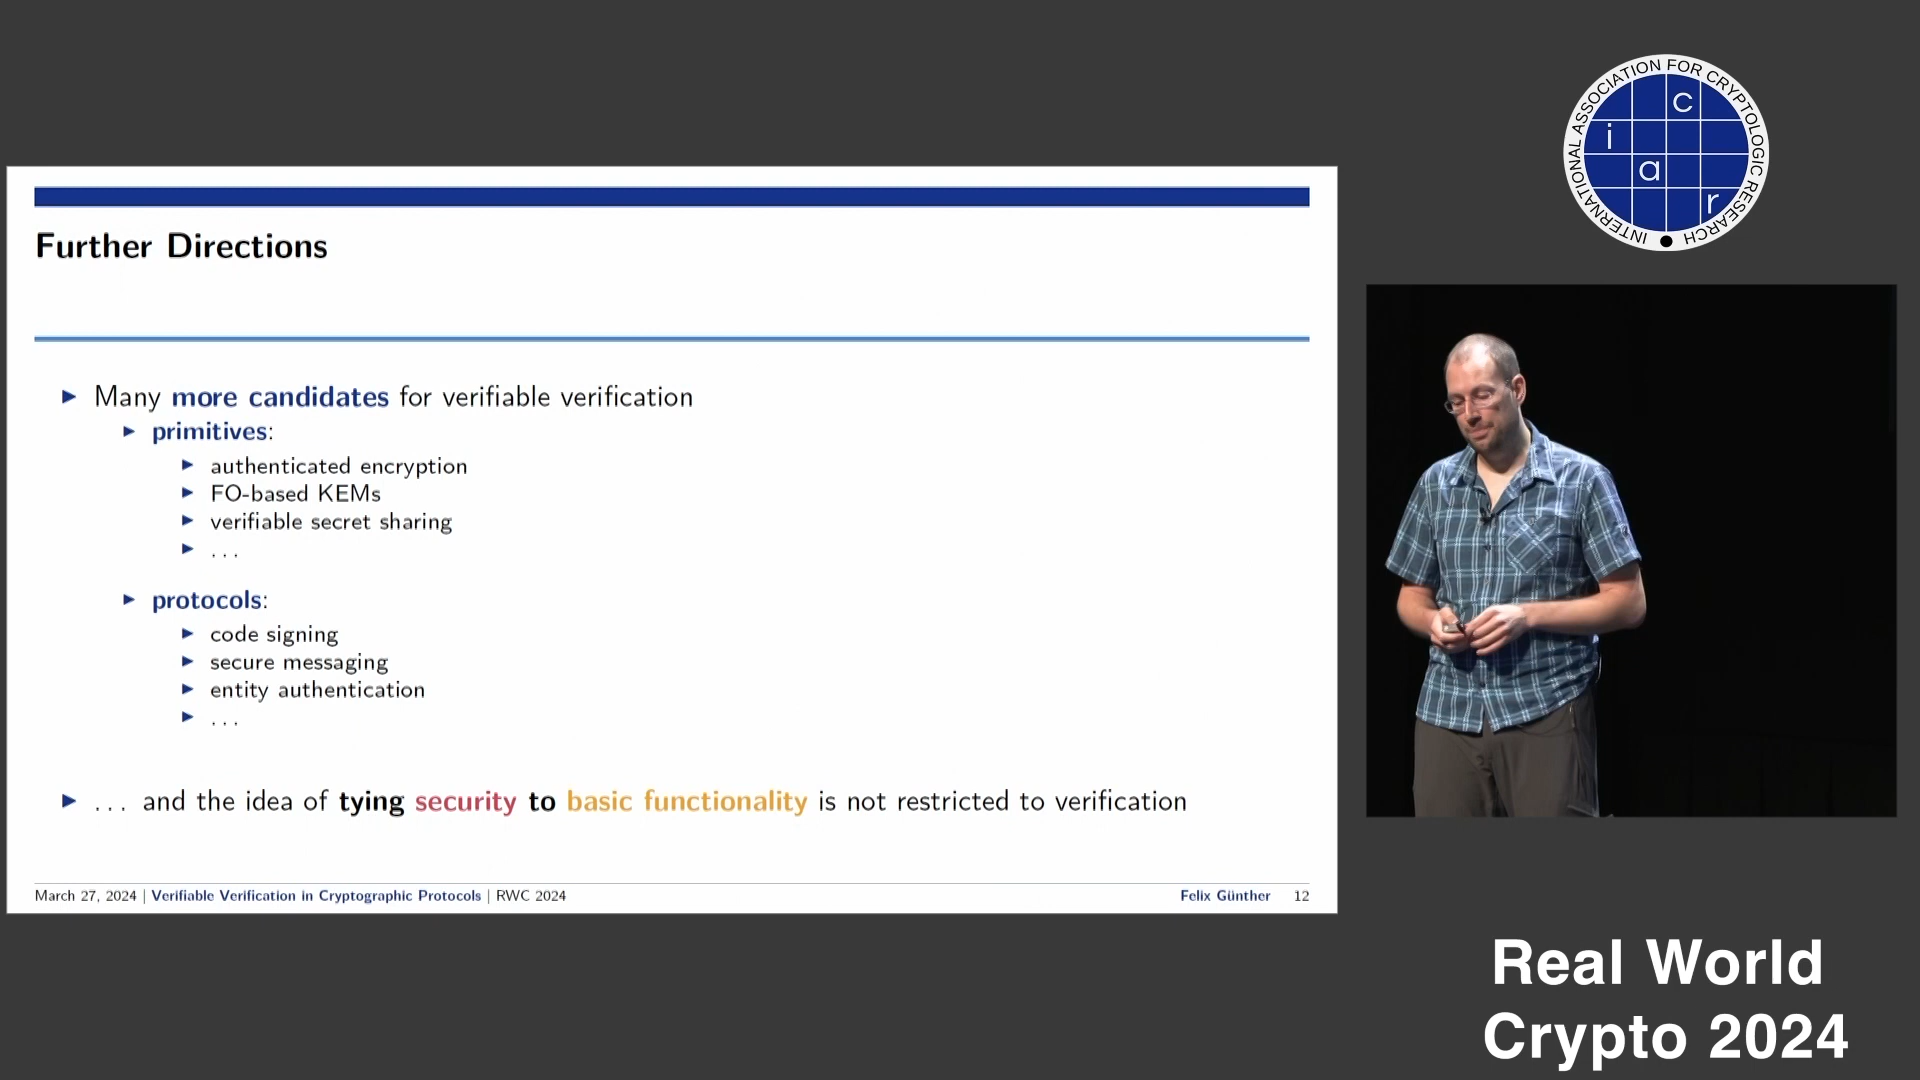 Further Directions
Many more candidates for verifiable verification
primitives:
authenticated encryption
FO-based KEMs
verifiable secret sharing
...
protocols:
code signing
secure messaging
entity authentication
...
... and the idea of tying security to basic functionality is not restricted to verification
March 27, 2024 | Verifiable Verification in Cryptographic Protocols | RWC 2024
Felix Günther 12
INTERNATIONAL ASSOCIATION FOR CRYPTOLOGIC RESEARCH
c
i
a
r
Real World
Crypto 2024